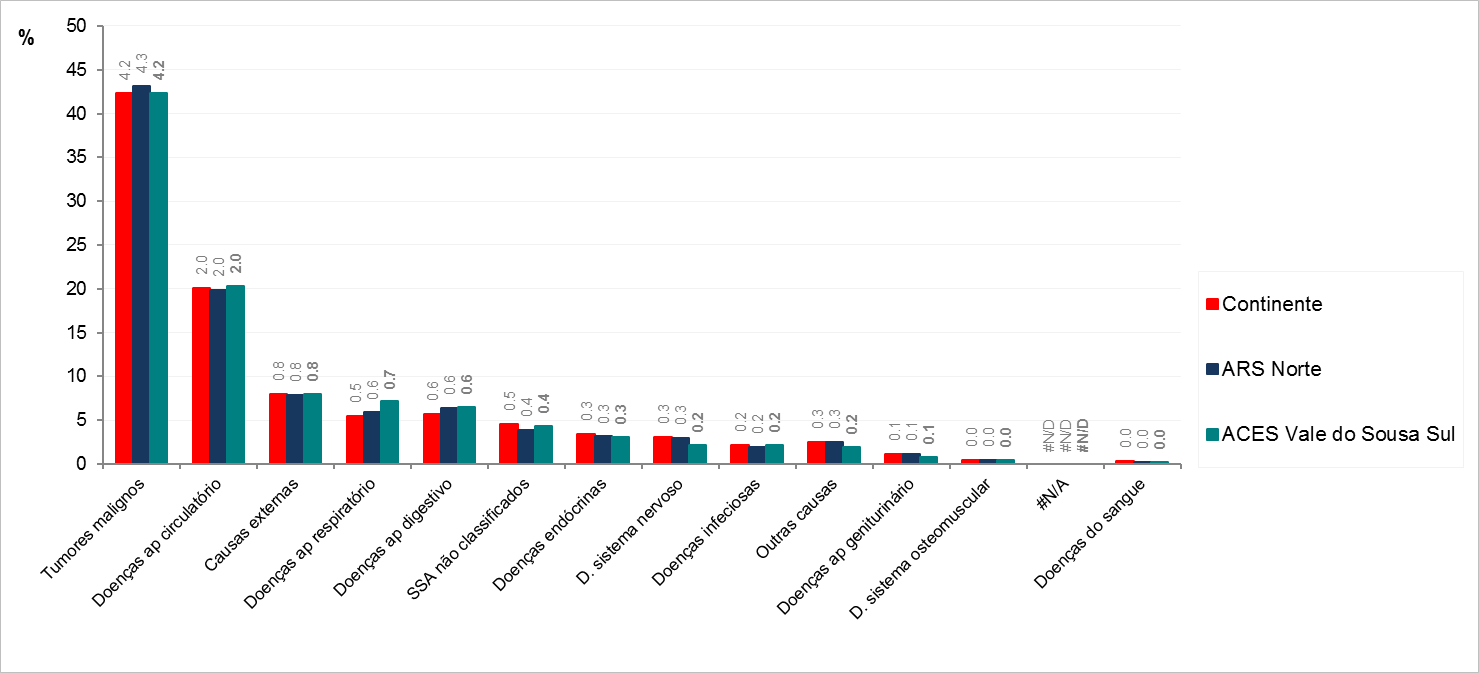 %
50
45
40
35
30
25
20
15
10
5
0
4.2
4.3
4.2
2.0
2.0
2.0
0.8
0.8
0.8
0.5
0.6
0.7
0.6
0.6
0.6
0.5
0.4
0.4
0.3
0.3
0.3
0.3
0.3
0.2
0.2
0.2
0.2
0.3
0.3
0.2
0.1
0.1
0.1
0.0
0.0
0.0
#N/D
#N/D
#N/D
0.0
0.0
0.0
Tumores malignos
Doenças ap circulatório
Causas externas
Doenças ap respiratório
Doenças ap digestivo
SSA não classificados
Doenças endócrinas
D. sistema nervoso
Doenças infeciosas
Outras causas
Doenças ap geniturinário
D. sistema osteomuscular
#N/A
Doenças do sangue
Continente
ARS Norte
ACES Vale do Sousa Sul